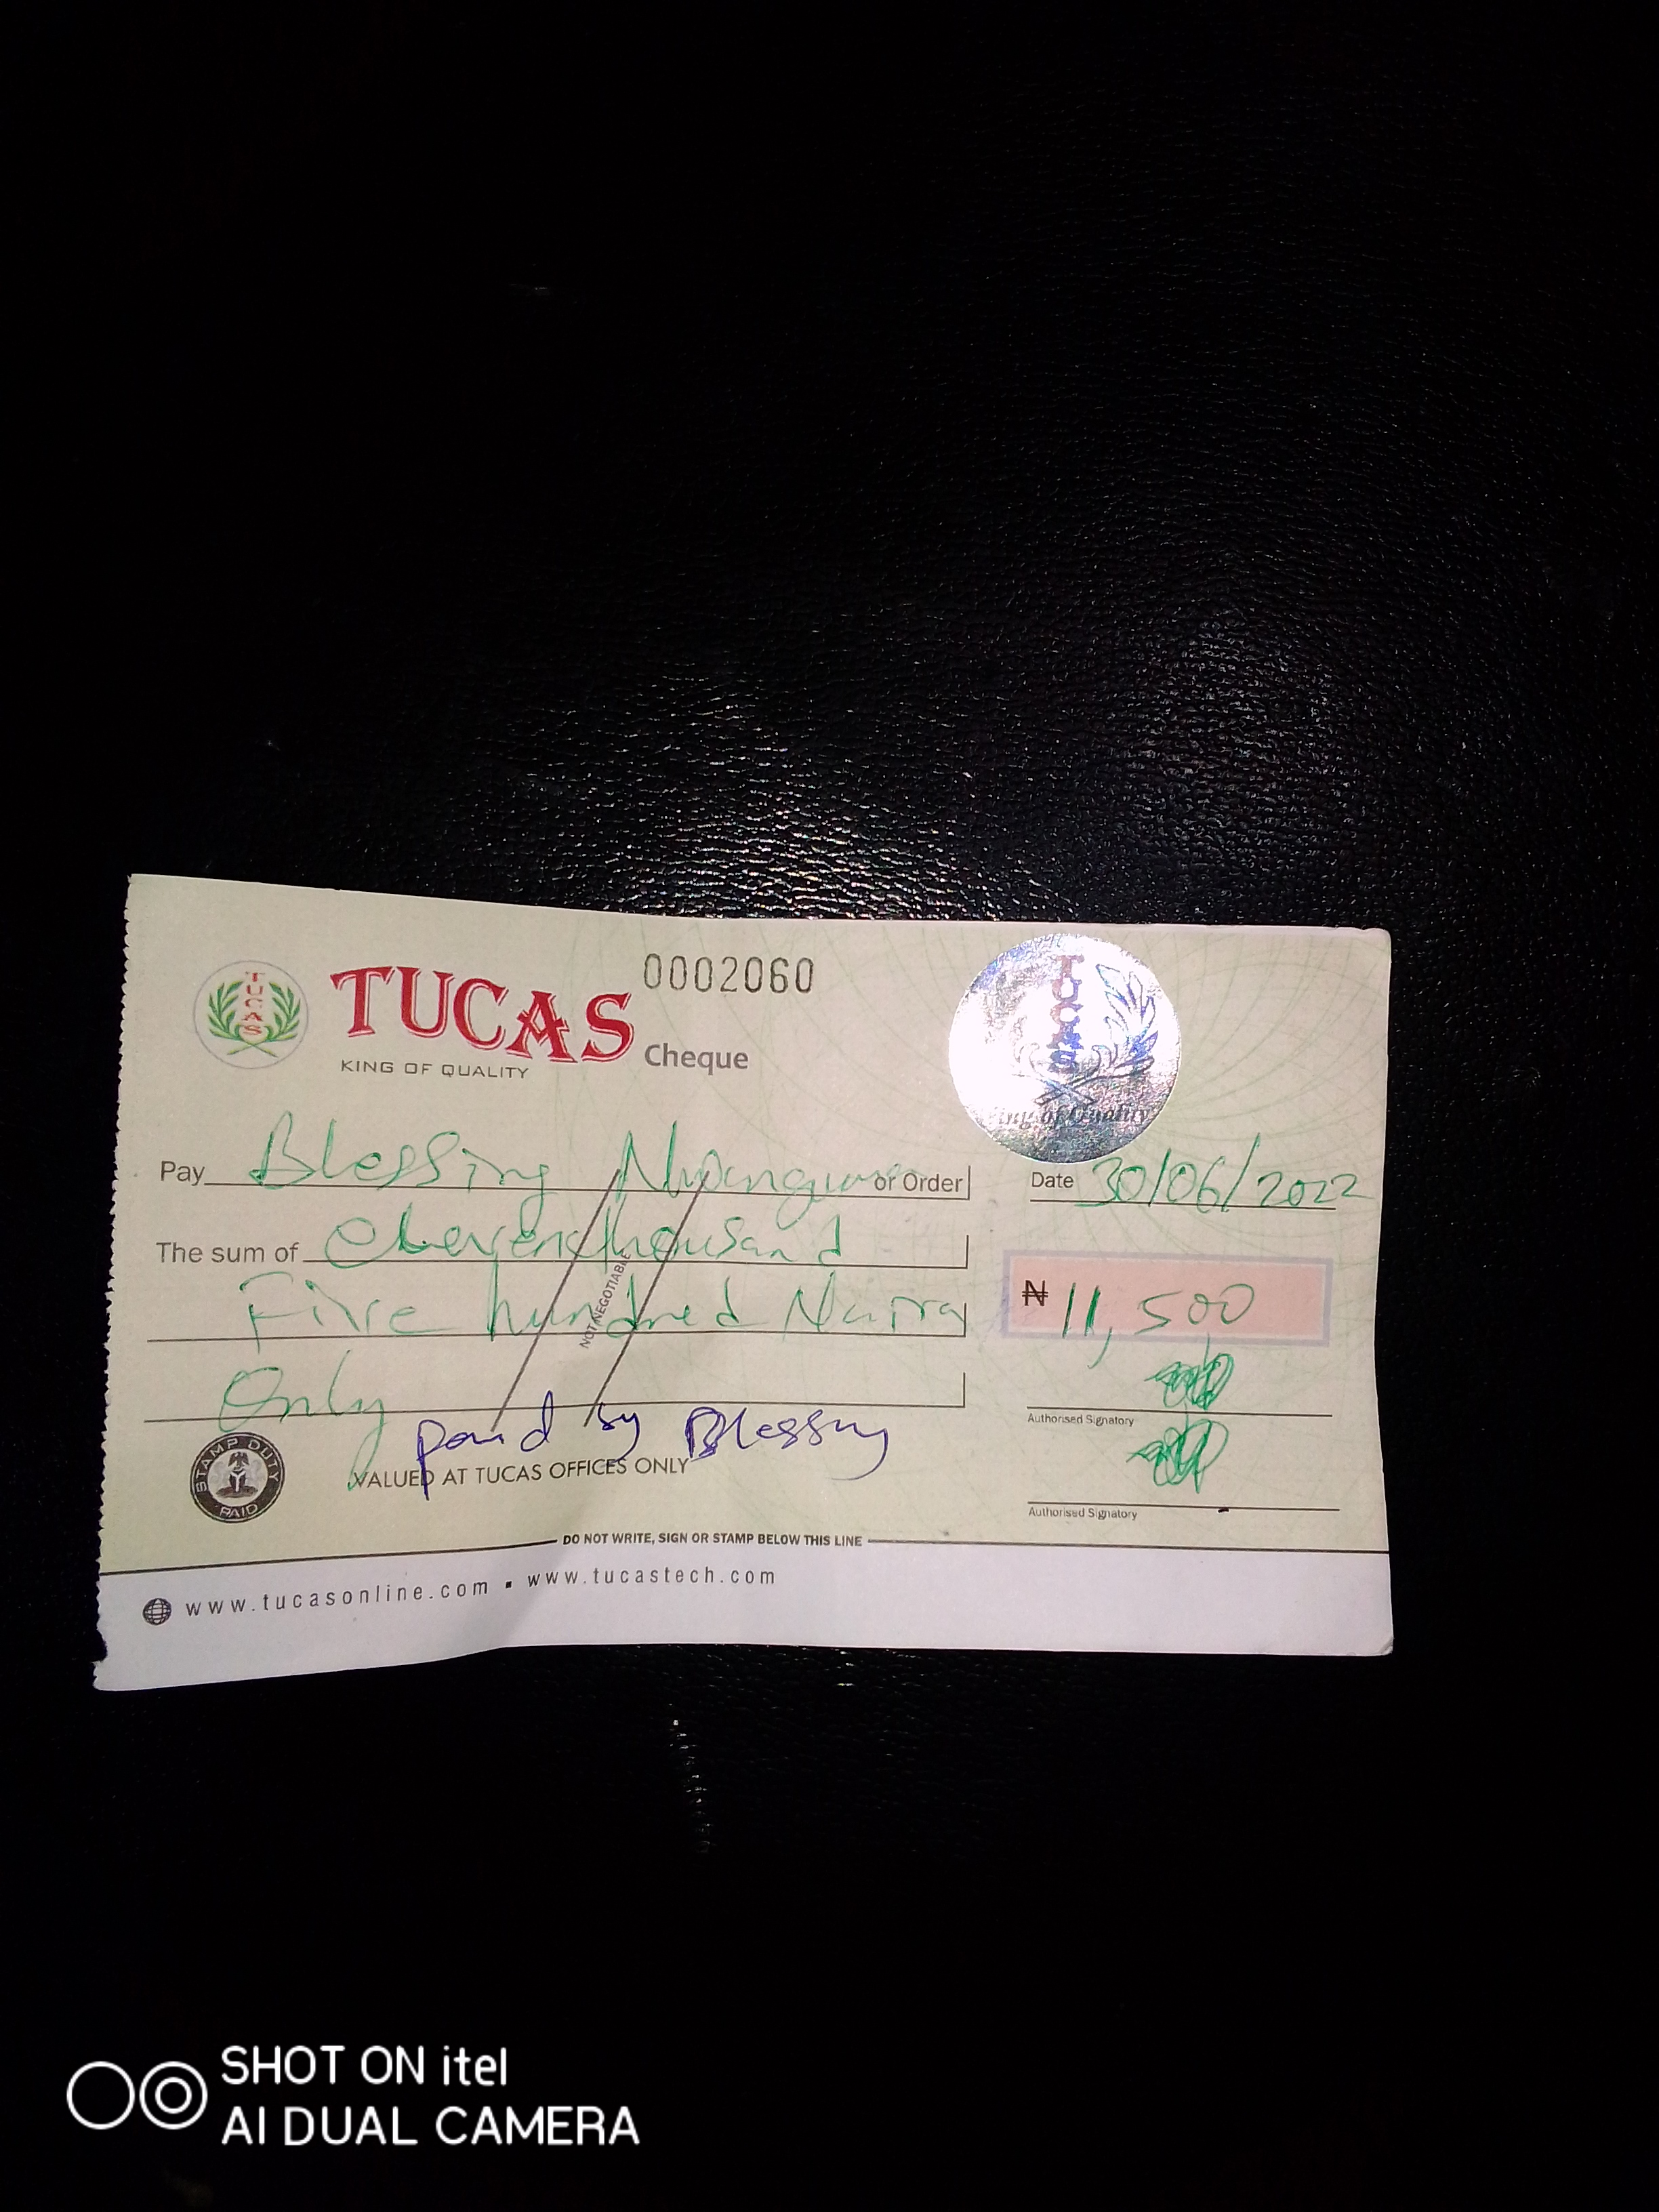 TUCAS
0002060
TUCAS
KING OF QUALITY
Cheque
TUCAS
King of Quality
Pay Blessing or Order
Date 30/06/2022
The sum of eleven thousand
Five hundred Naira
₦ 11,500
Only
NOT NEGOTIABLE
Authorised Signatory
paid by Blessing
STAMP DUTY
PAID
VALUED AT TUCAS OFFICES ONLY
Authorised Signatory
DO NOT WRITE, SIGN OR STAMP BELOW THIS LINE
www.tucasonline.com ▪ www.tucastech.com
SHOT ON itel
AI DUAL CAMERA